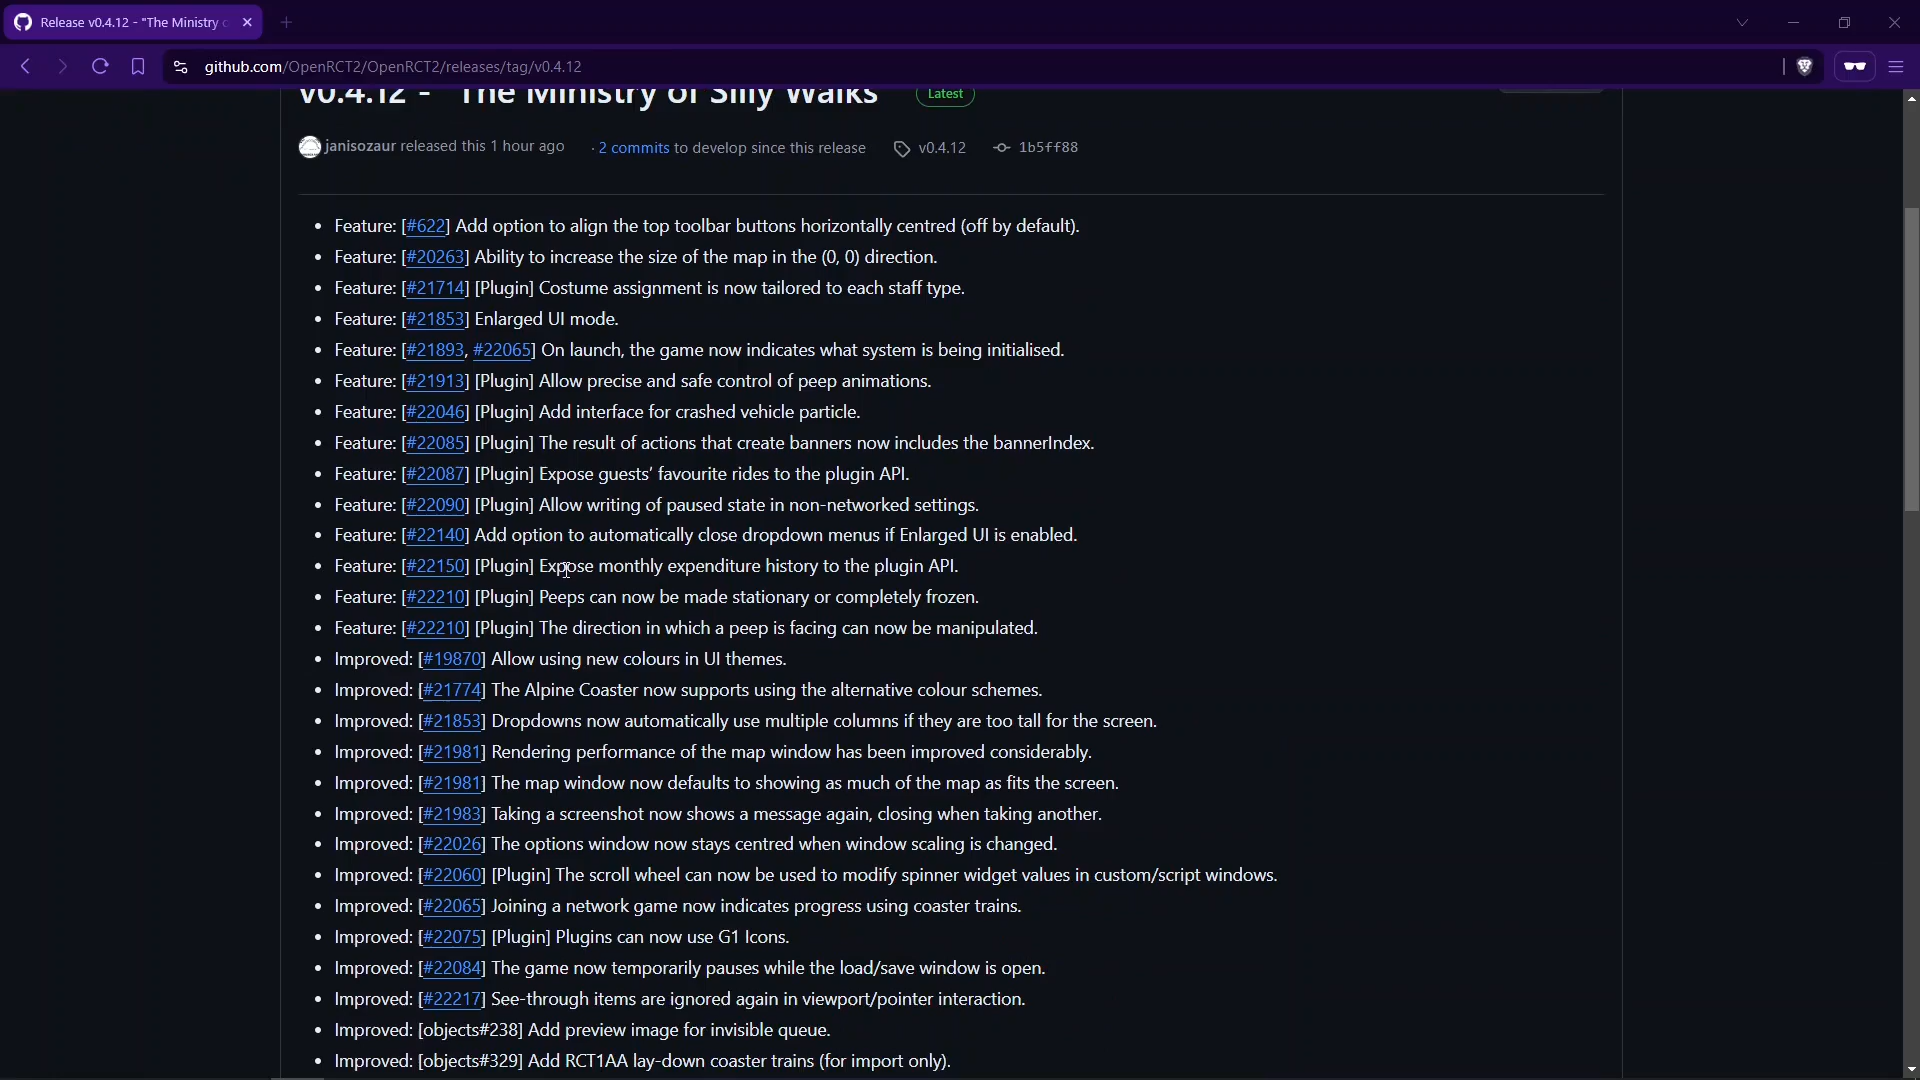 Release v0.4.12 - "The Ministry
github.com/OpenRCT2/OpenRCT2/releases/tag/v0.4.12
v0.4.12 - "The Ministry of Silly Walks Latest
janisozaur released this 1 hour ago · 2 commits to develop since this release v0.4.12 1b5ff88
• Feature: [#622] Add option to align the top toolbar buttons horizontally centred (off by default).
• Feature: [#20263] Ability to increase the size of the map in the (0, 0) direction.
• Feature: [#21714] [Plugin] Costume assignment is now tailored to each staff type.
• Feature: [#21853] Enlarged UI mode.
• Feature: [#21893, #22065] On launch, the game now indicates what system is being initialised.
• Feature: [#21913] [Plugin] Allow precise and safe control of peep animations.
• Feature: [#22046] [Plugin] Add interface for crashed vehicle particle.
• Feature: [#22085] [Plugin] The result of actions that create banners now includes the bannerIndex.
• Feature: [#22087] [Plugin] Expose guests’ favourite rides to the plugin API.
• Feature: [#22090] [Plugin] Allow writing of paused state in non-networked settings.
• Feature: [#22140] Add option to automatically close dropdown menus if Enlarged UI is enabled.
• Feature: [#22150] [Plugin] Expose monthly expenditure history to the plugin API.
• Feature: [#22210] [Plugin] Peeps can now be made stationary or completely frozen.
• Feature: [#22210] [Plugin] The direction in which a peep is facing can now be manipulated.
• Improved: [#19870] Allow using new colours in UI themes.
• Improved: [#21774] The Alpine Coaster now supports using the alternative colour schemes.
• Improved: [#21853] Dropdowns now automatically use multiple columns if they are too tall for the screen.
• Improved: [#21981] Rendering performance of the map window has been improved considerably.
• Improved: [#21981] The map window now defaults to showing as much of the map as fits the screen.
• Improved: [#21983] Taking a screenshot now shows a message again, closing when taking another.
• Improved: [#22026] The options window now stays centred when window scaling is changed.
• Improved: [#22060] [Plugin] The scroll wheel can now be used to modify spinner widget values in custom/script windows.
• Improved: [#22065] Joining a network game now indicates progress using coaster trains.
• Improved: [#22075] [Plugin] Plugins can now use G1 Icons.
• Improved: [#22084] The game now temporarily pauses while the load/save window is open.
• Improved: [#22217] See-through items are ignored again in viewport/pointer interaction.
• Improved: [objects#238] Add preview image for invisible queue.
• Improved: [objects#329] Add RCT1AA lay-down coaster trains (for import only).